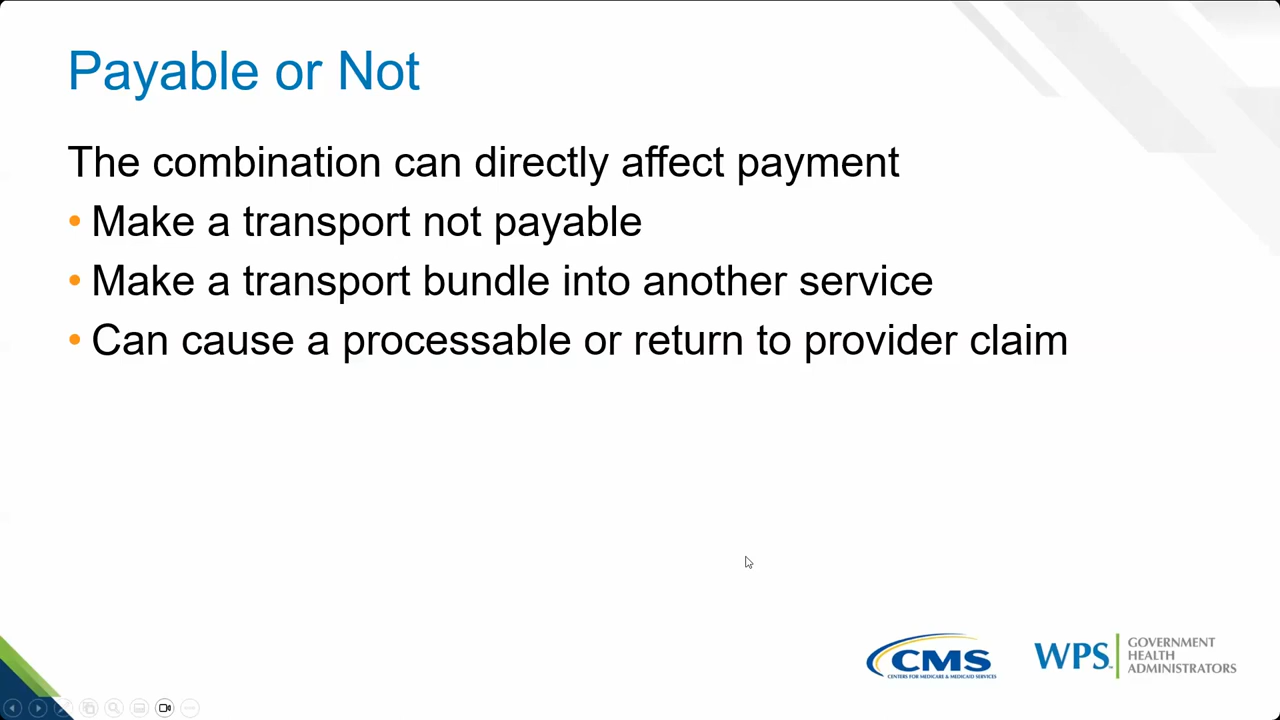 Payable or Not
The combination can directly affect payment
• Make a transport not payable
• Make a transport bundle into another service
• Can cause a processable or return to provider claim
CMS
CENTERS FOR MEDICARE & MEDICAID SERVICES
WPS
GOVERNMENT
HEALTH
ADMINISTRATORS